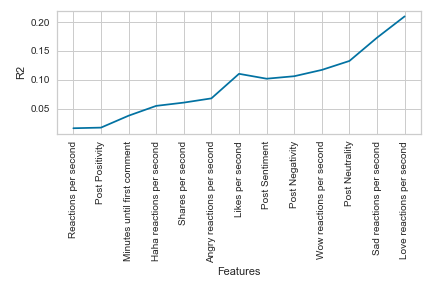 0.20
0.15
0.10
0.05
R2
Reactions per second
Post Positivity
Minutes until first comment
Haha reactions per second
Shares per second
Angry reactions per second
Likes per second
Post Sentiment
Post Negativity
Wow reactions per second
Post Neutrality
Sad reactions per second
Love reactions per second
Features